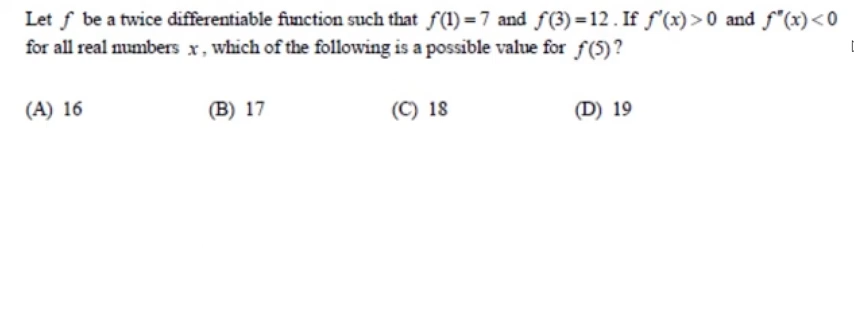 Let f be a twice differentiable function such that f(1) = 7 and f(3) = 12. If f'(x) > 0 and f"(x) < 0
for all real numbers x, which of the following is a possible value for f(5)?
(A) 16 (B) 17 (C) 18 (D) 19